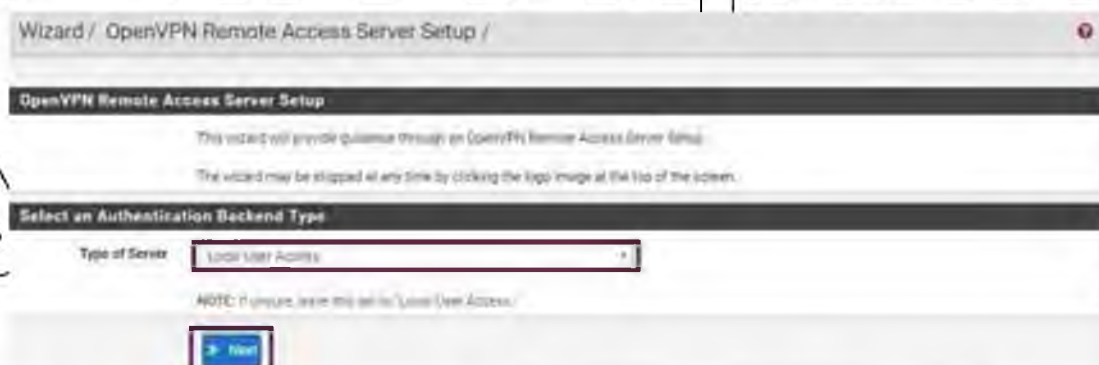 Wizard / OpenVPN Remote Access Server Setup /
OpenVPN Remote Access Server Setup
This wizard will provide guidance through an OpenVPN Remote Access Server Setup.
The wizard may be stopped at any time by clicking the logo image at the top of the screen.
Select an Authentication Backend Type
Type of Server
Local User Access
NOTE: If unsure, leave this set to "Local User Access."
Next